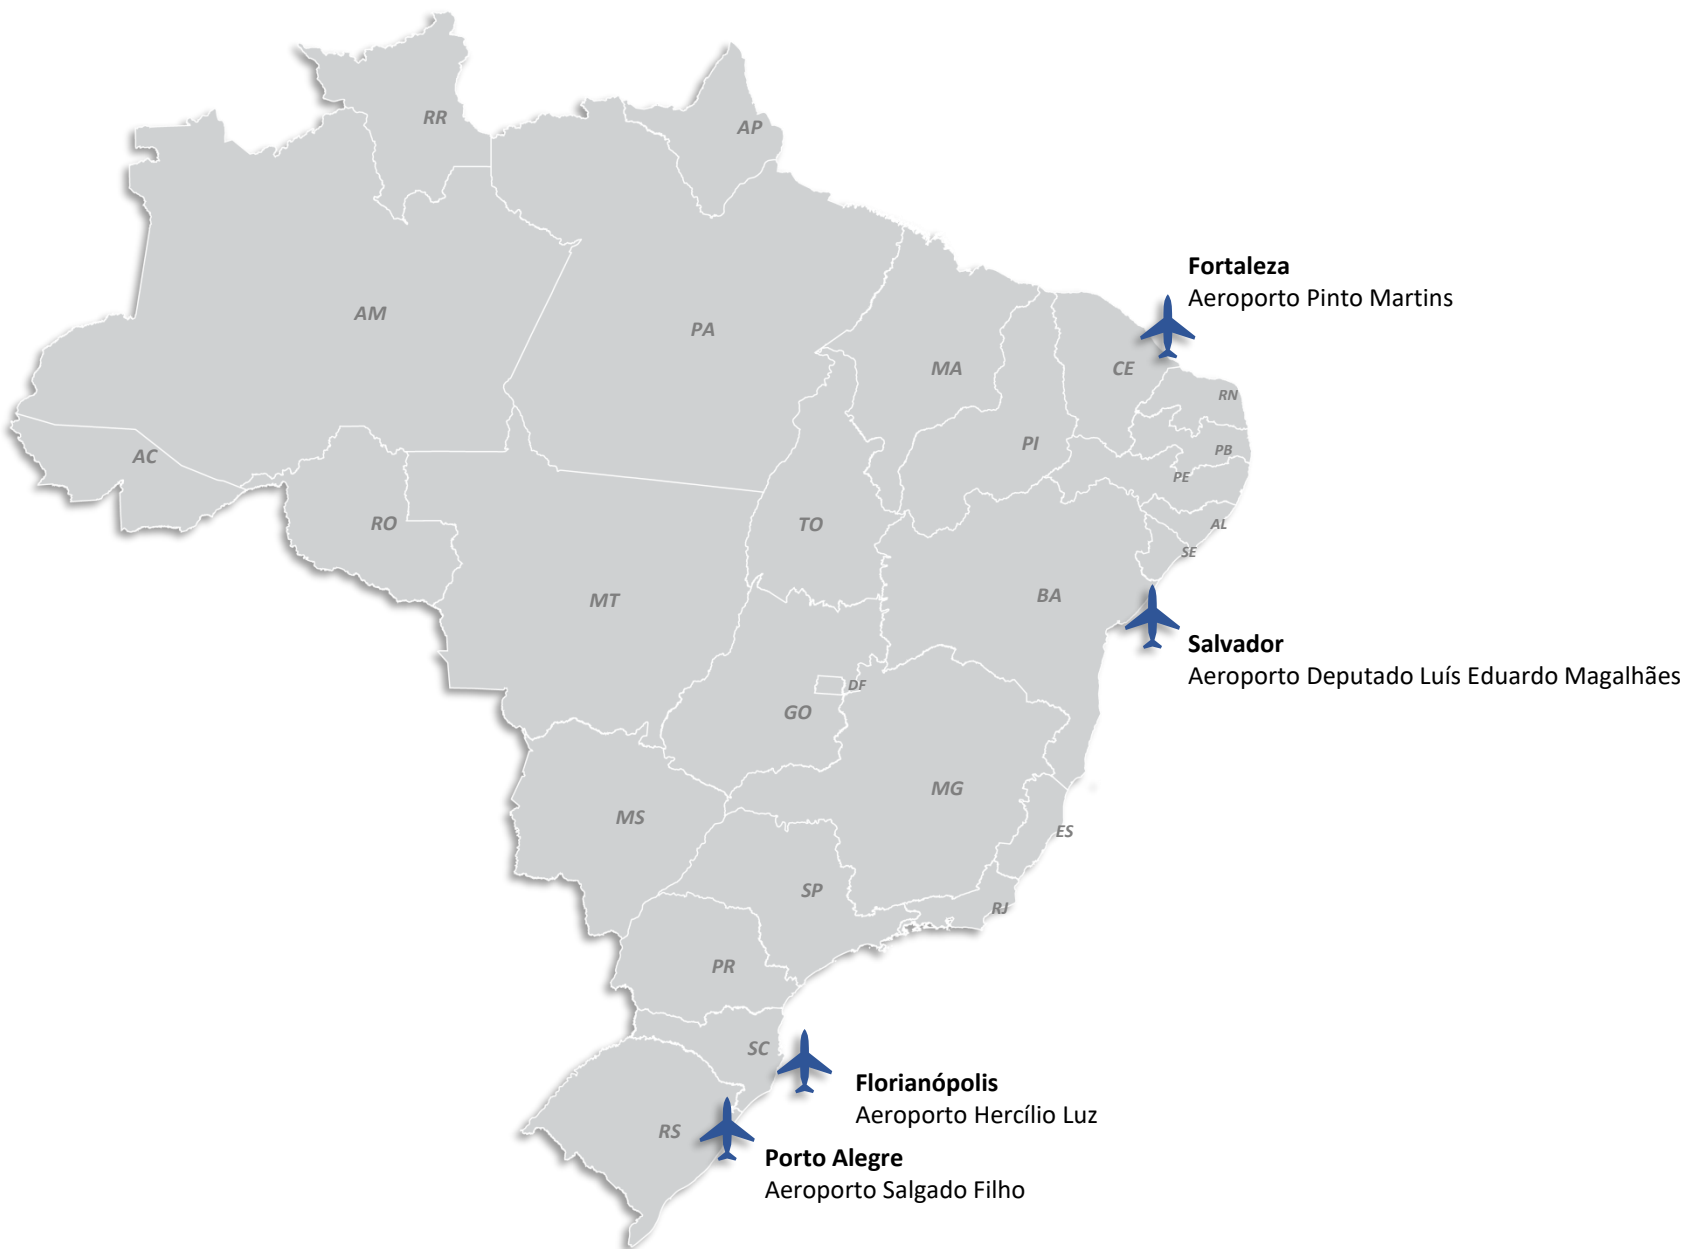 RR
AP
Fortaleza
Aeroporto Pinto Martins
AM
PA
MA
CE
RN
PI
PB
AC
PE
RO
TO
AL
SE
MT
BA
Salvador
Aeroporto Deputado Luís Eduardo Magalhães
DF
GO
MG
MS
ES
SP
RJ
PR
SC
Florianópolis
Aeroporto Hercílio Luz
RS
Porto Alegre
Aeroporto Salgado Filho